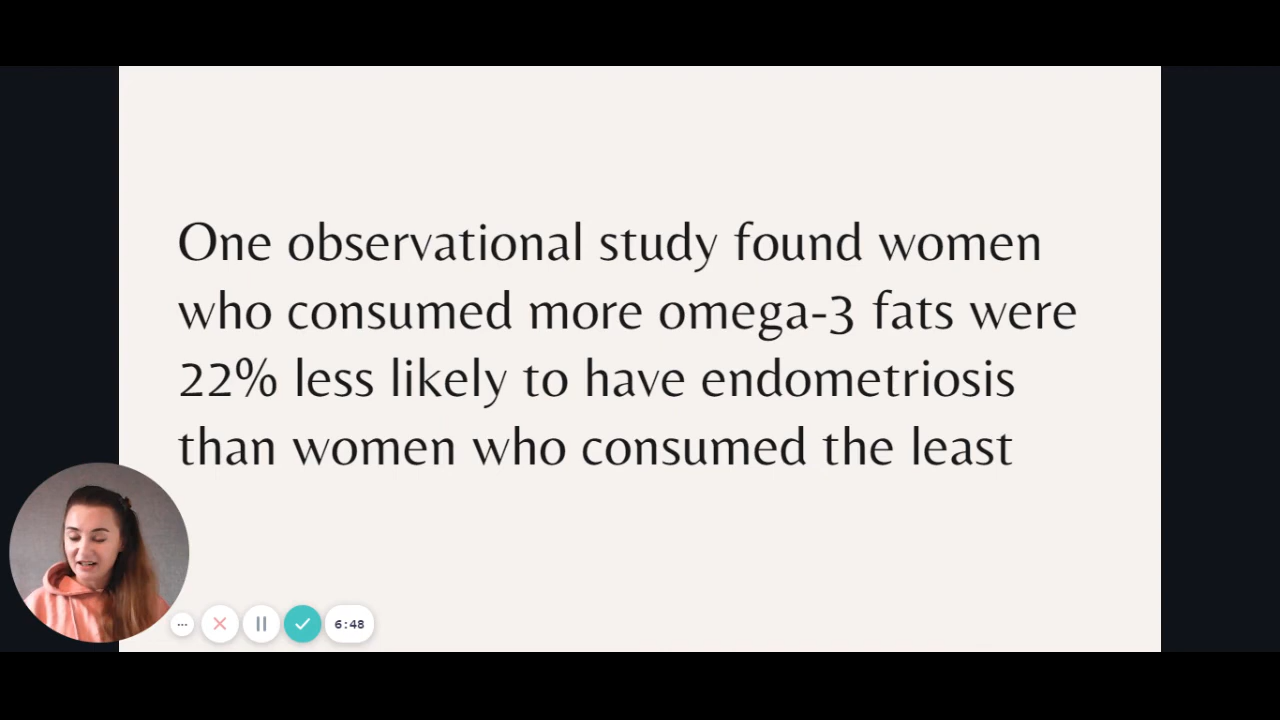 One observational study found women
who consumed more omega-3 fats were
22% less likely to have endometriosis
than women who consumed the least
6:48